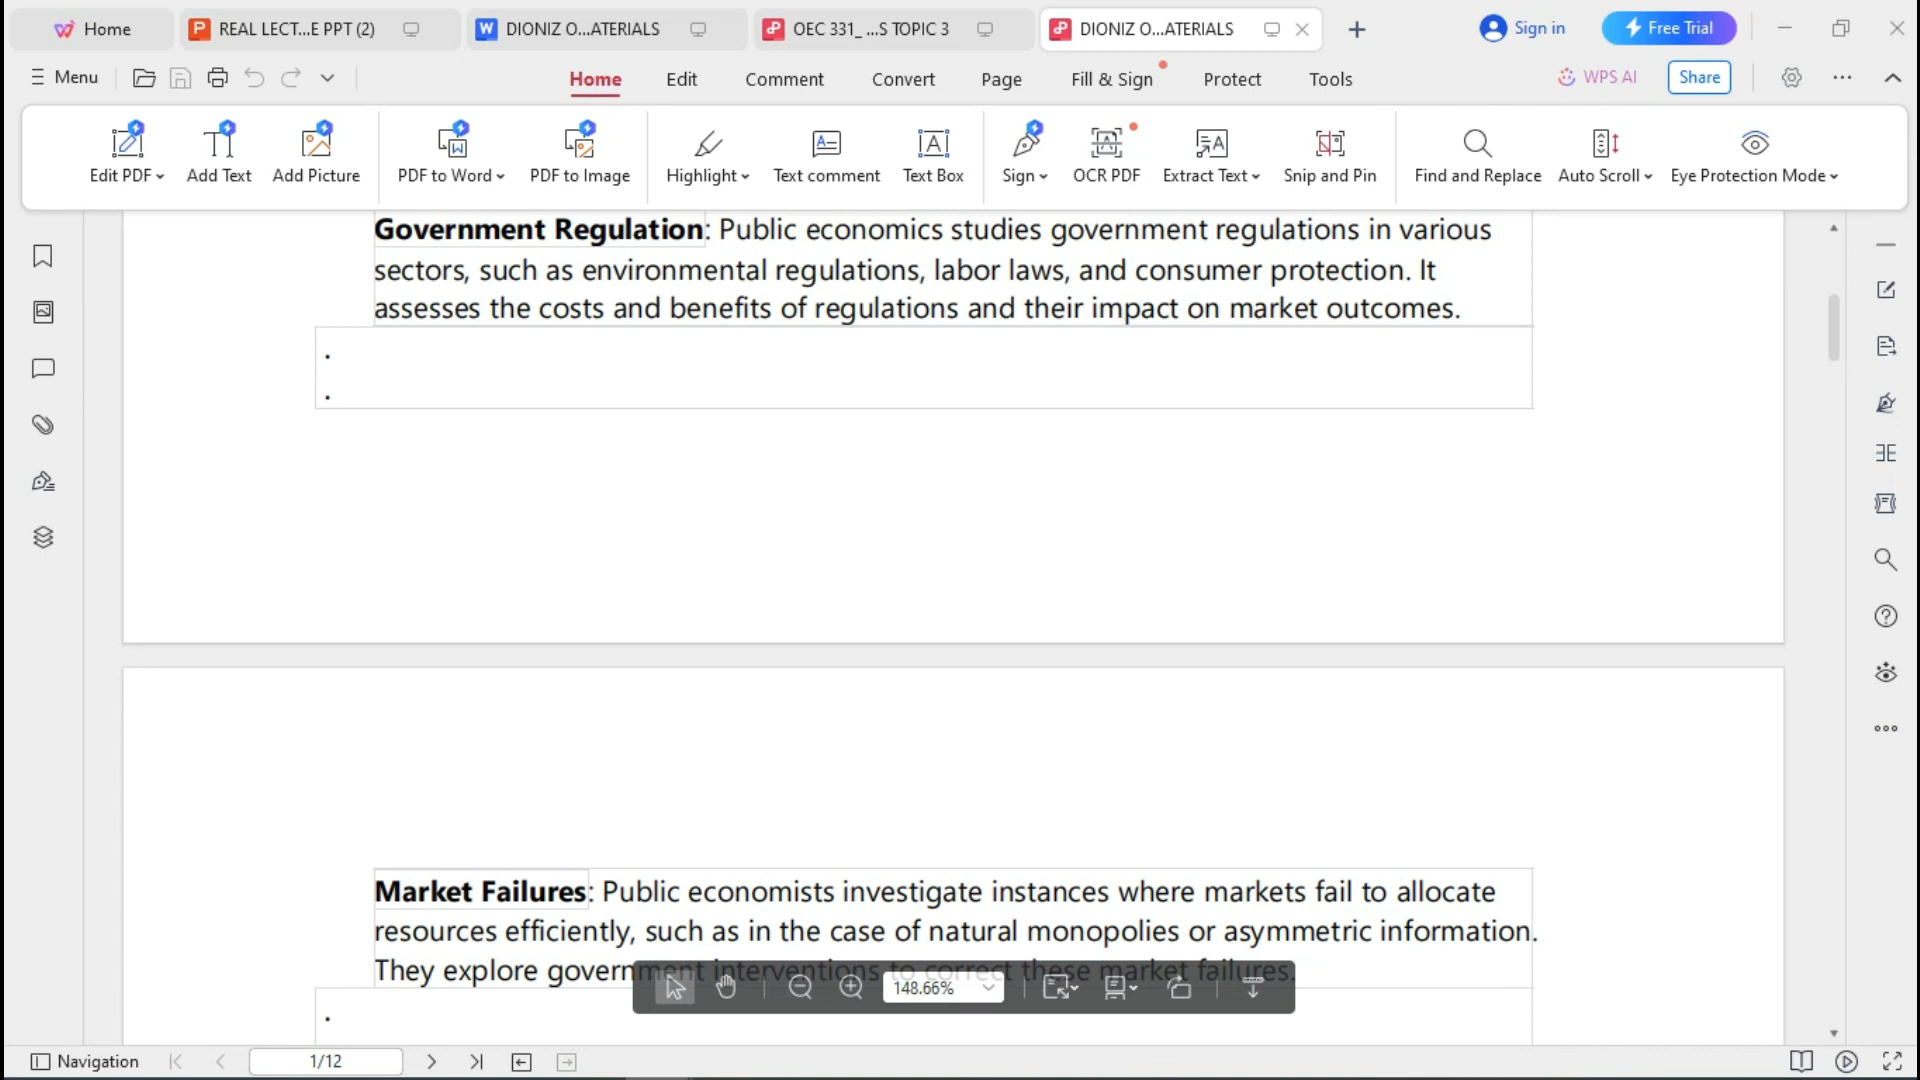 Home
REAL LECT...E PPT (2)
DIONIZ O...ATERIALS
OEC 331_ ...S TOPIC 3
DIONIZ O...ATERIALS
Sign in
Free Trial
Menu
Home
Edit
Comment
Convert
Page
Fill & Sign
Protect
Tools
WPS AI
Share
Edit PDF
Add Text
Add Picture
PDF to Word
PDF to Image
Highlight
Text comment
Text Box
Sign
OCR PDF
Extract Text
Snip and Pin
Find and Replace
Auto Scroll
Eye Protection Mode
Government Regulation: Public economics studies government regulations in various
sectors, such as environmental regulations, labor laws, and consumer protection. It
assesses the costs and benefits of regulations and their impact on market outcomes.
.
.
Market Failures: Public economists investigate instances where markets fail to allocate
resources efficiently, such as in the case of natural monopolies or asymmetric information.
They explore government interventions to correct these market failures.
148.66%
.
Navigation
1/12